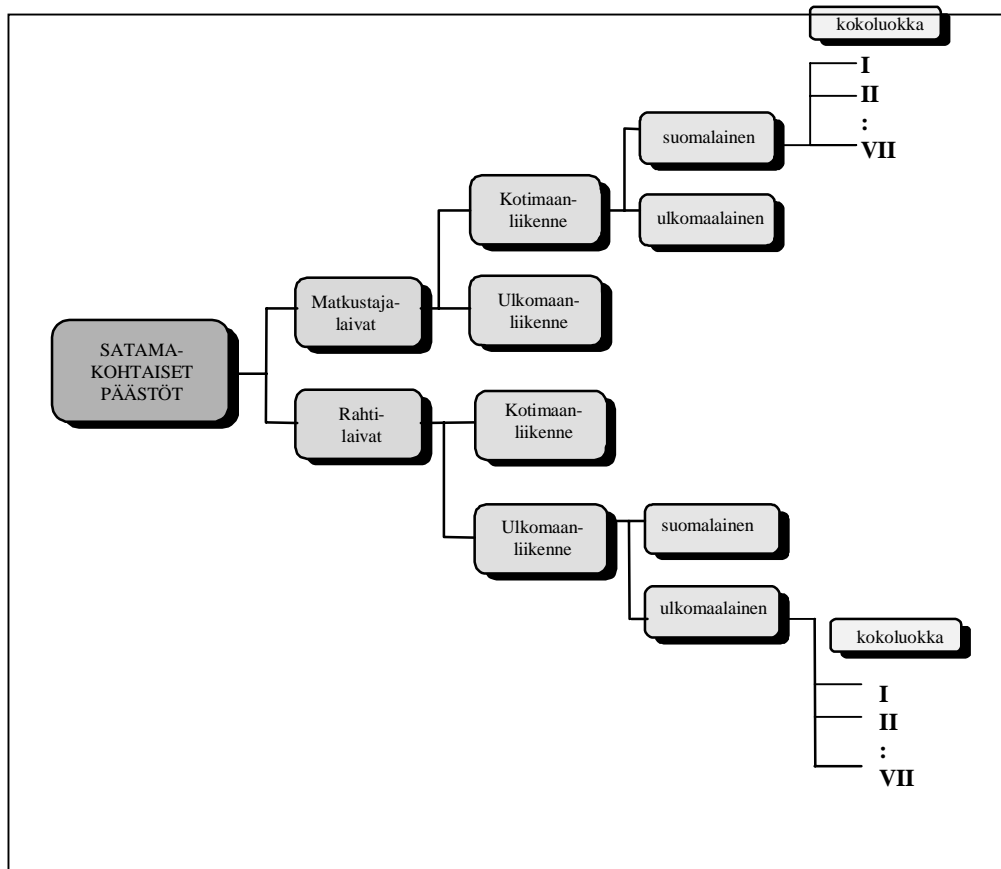 kokoluokka
I
II
:
VII
suomalainen
ulkomaalainen
Kotimaan-
liikenne
Ulkomaan-
liikenne
Matkustaja-
laivat
SATAMA-
KOHTAISET
PÄÄSTÖT
Rahti-
laivat
Kotimaan-
liikenne
Ulkomaan-
liikenne
suomalainen
ulkomaalainen
kokoluokka
I
II
:
VII